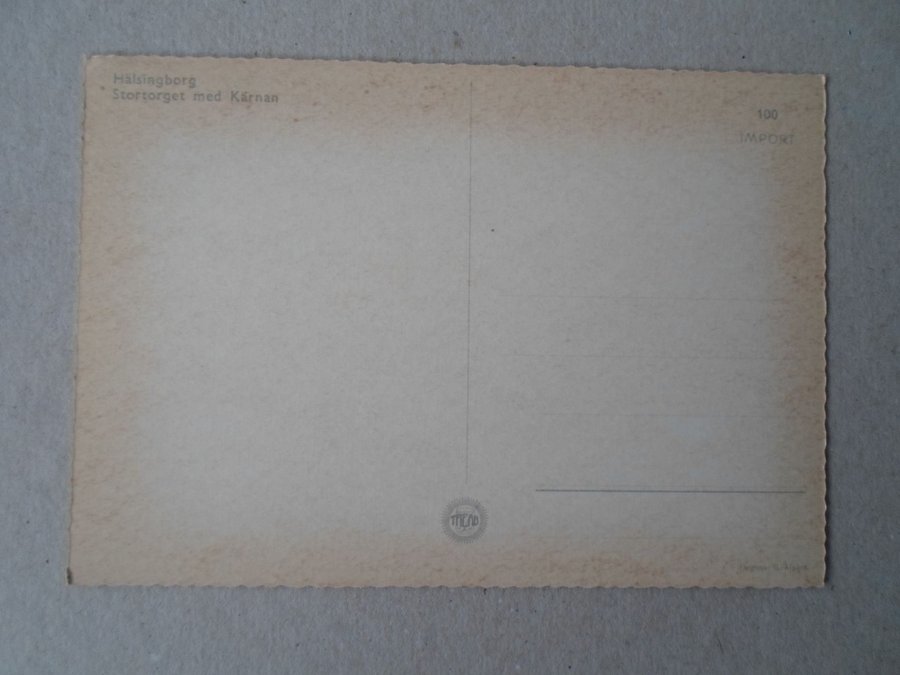 Hälsingborg
Stortorget med Kärnan
100
IMPORT